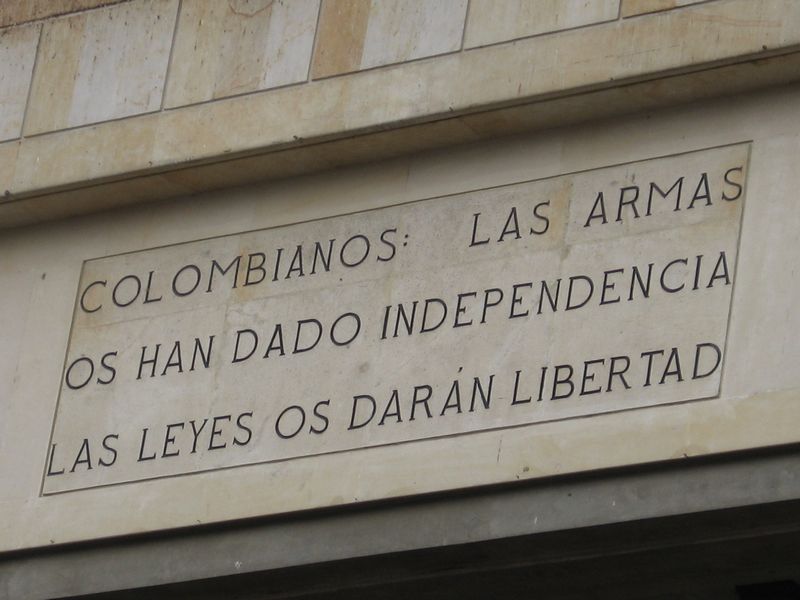 COLOMBIANOS: LAS ARMAS
OS HAN DADO INDEPENDENCIA
LAS LEYES OS DARÁN LIBERTAD